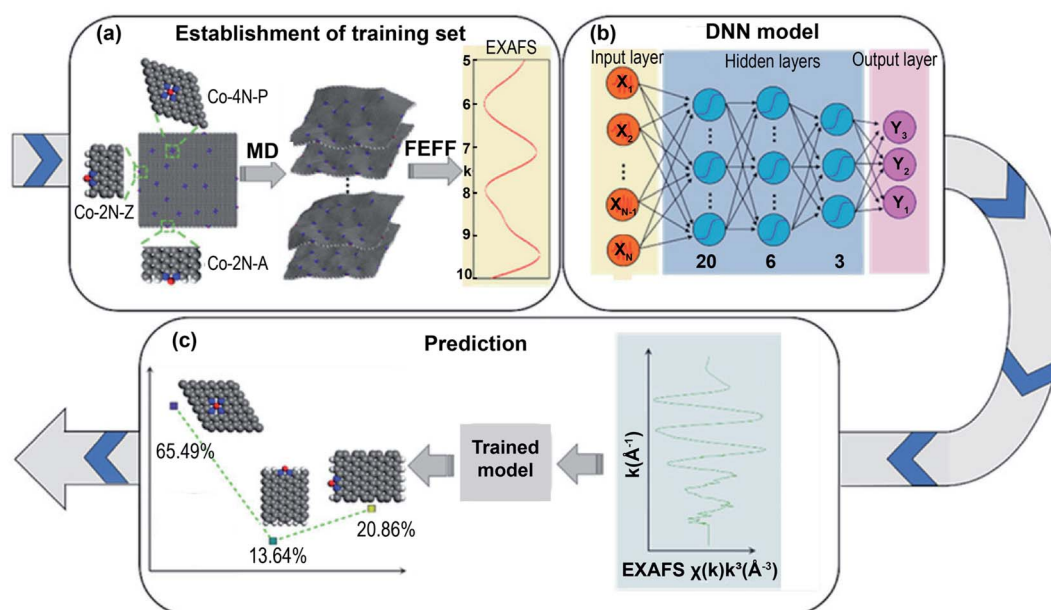 (a)
Establishment of training set
EXAFS
Co-4N-P
MD
FEFF
Co-2N-Z
Co-2N-A
5
6
7
k
8
9
10
(b)
DNN model
Input layer
Hidden layers
Output layer
X1
X2
XN-1
XN
20
6
3
Y3
Y2
Y1
(c)
Prediction
65.49%
13.64%
20.86%
Trained
model
k(Å-1)
EXAFS χ(k)k³(Å-3)